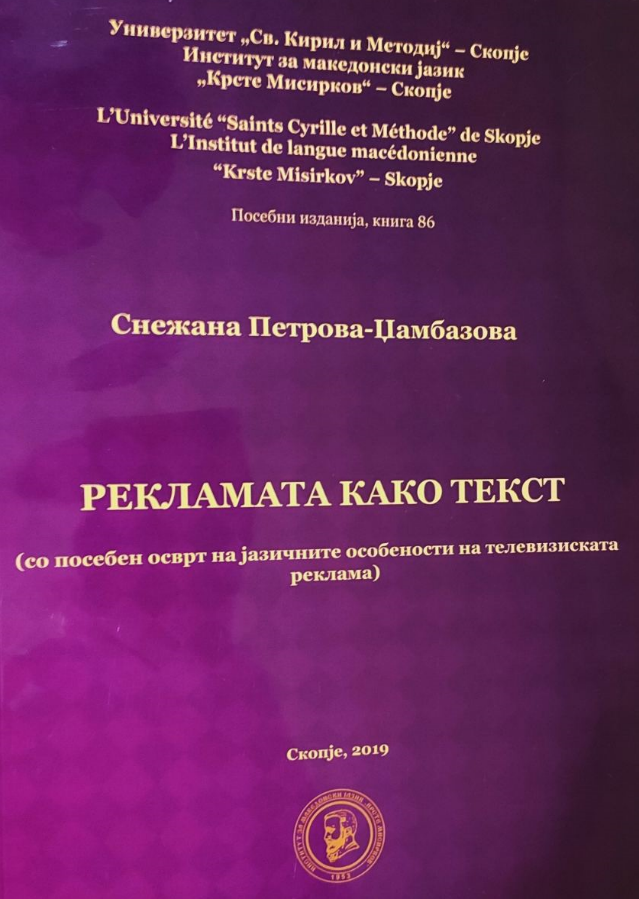 Универзитет „Св. Кирил и Методиј“ – Скопје
Институт за македонски јазик
„Крсте Мисирков“ – Скопје
L’Université “Saints Cyrille et Méthode” de Skopje
L’Institut de langue macédonienne
“Krste Misirkov” – Skopje
Посебни изданија, книга 86
Снежана Петрова-Џамбазова
РЕКЛАМАТА КАКО ТЕКСТ
(со посебен осврт на јазичните особености на телевизиската
реклама)
Скопје, 2019
ИНСТИТУТ ЗА МАКЕДОНСКИ ЈАЗИК КРСТЕ МИСИРКОВ
1953